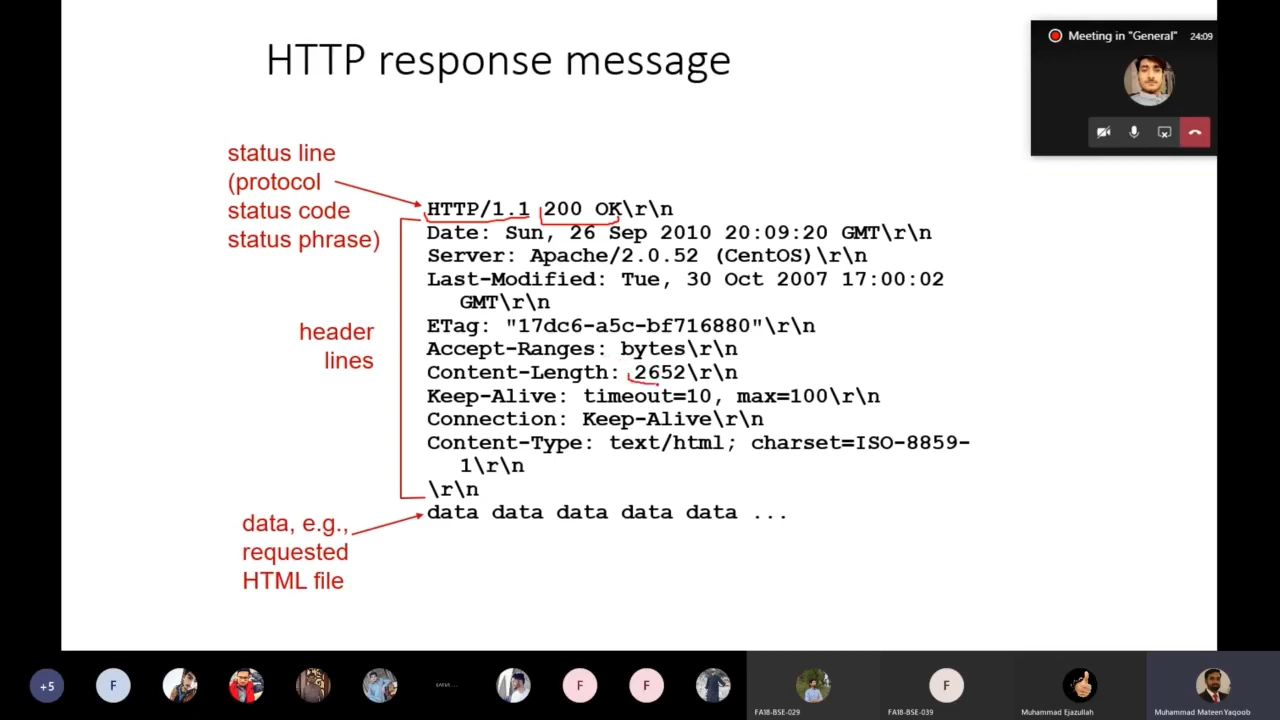 HTTP response message
Meeting in "General" 24:09
status line
(protocol
status code
status phrase)
HTTP/1.1 200 OK\r\n
Date: Sun, 26 Sep 2010 20:09:20 GMT\r\n
Server: Apache/2.0.52 (CentOS)\r\n
Last-Modified: Tue, 30 Oct 2007 17:00:02
GMT\r\n
ETag: "17dc6-a5c-bf716880"\r\n
Accept-Ranges: bytes\r\n
Content-Length: 2652\r\n
Keep-Alive: timeout=10, max=100\r\n
Connection: Keep-Alive\r\n
Content-Type: text/html; charset=ISO-8859-
1\r\n
\r\n
data data data data data ...
header
lines
data, e.g.,
requested
HTML file
+5
F
F
F
F
FA18-BSE-029
FA18-BSE-039
Muhammad Ejazullah
Muhammad Mateen Yaqoob